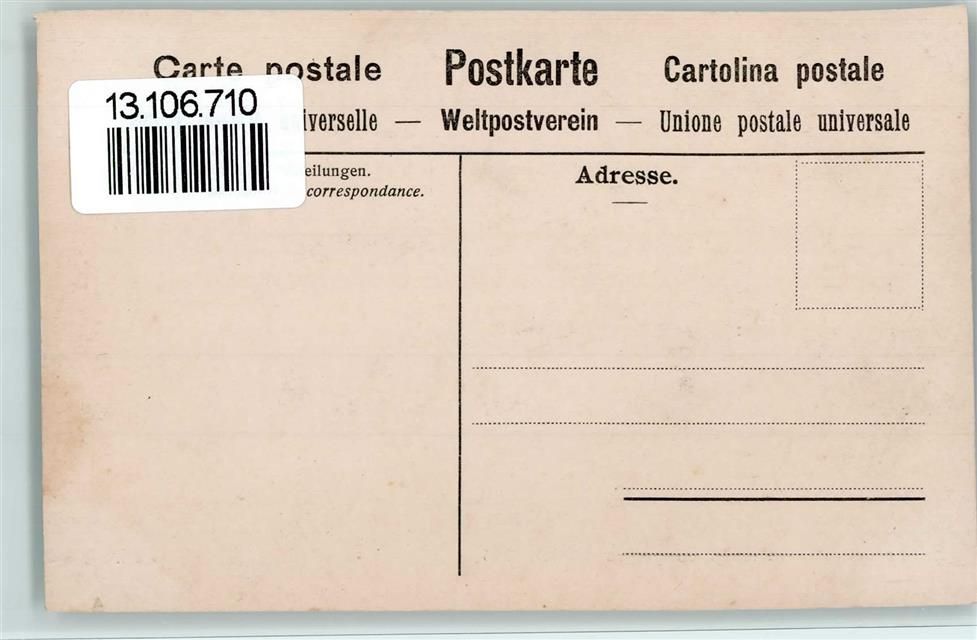 Carte postale Postkarte Cartolina postale
13.106.710
— Weltpostverein — Unione postale universale
Adresse.
correspondance.